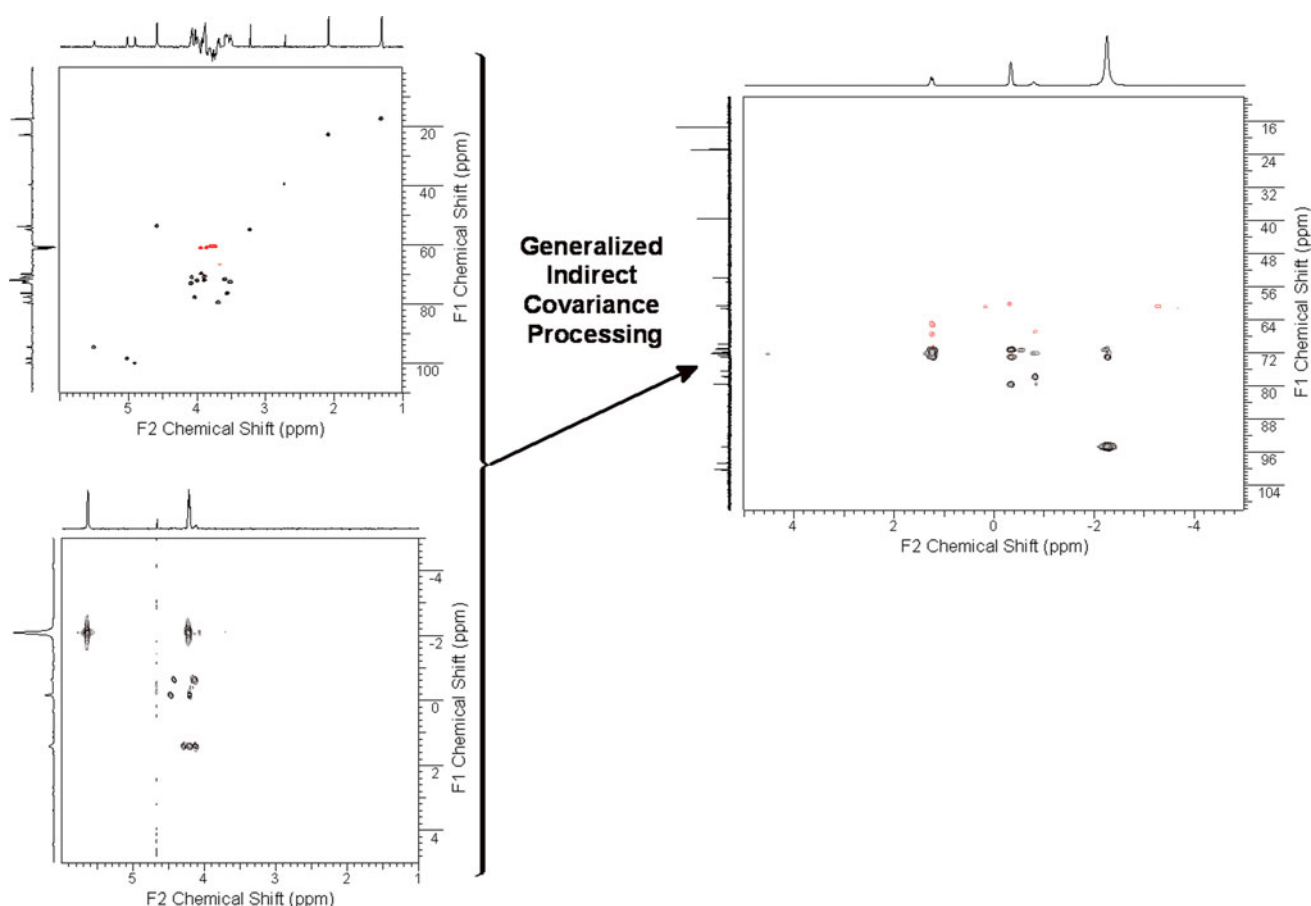 20
40
60
80
100
F1 Chemical Shift (ppm)
5 4 3 2 1
F2 Chemical Shift (ppm)
-4
-2
0
2
4
F1 Chemical Shift (ppm)
5 4 3 2 1
F2 Chemical Shift (ppm)
Generalized
Indirect
Covariance
Processing
16
24
32
40
48
56
64
72
80
88
96
104
F1 Chemical Shift (ppm)
4 2 0 -2 -4
F2 Chemical Shift (ppm)